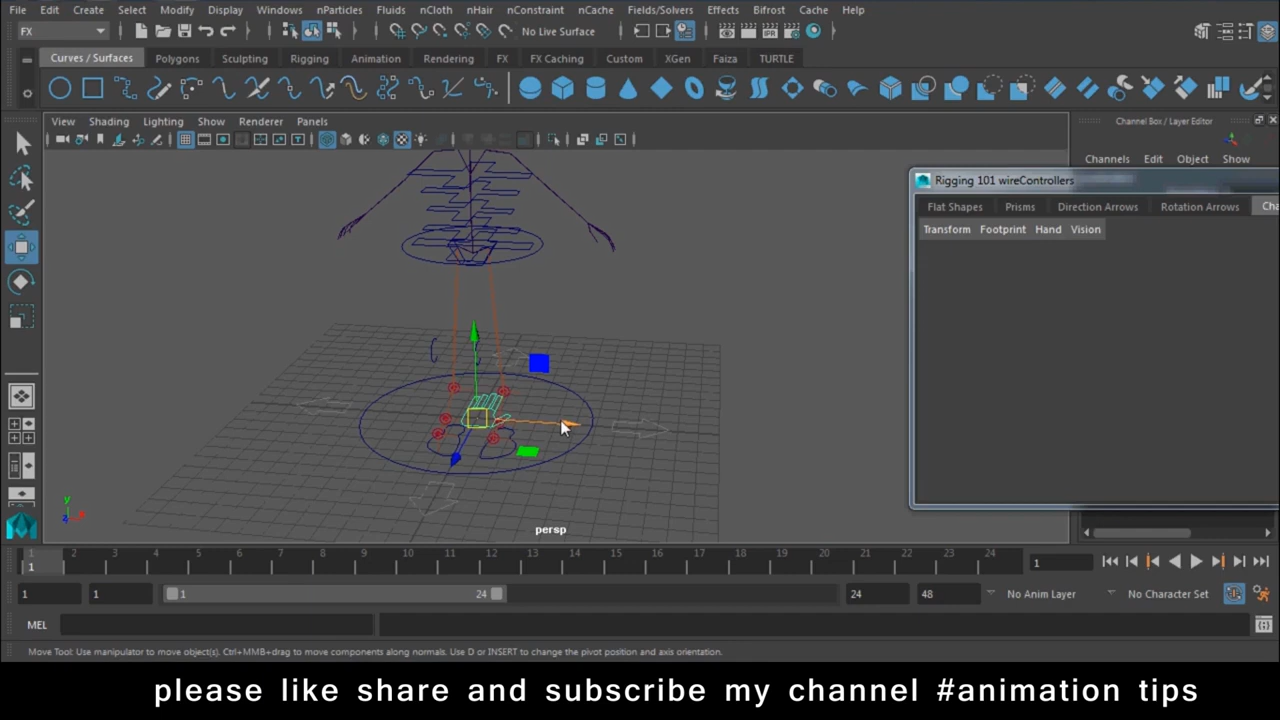 File Edit Create Select Modify Display Windows nParticles Fluids nCloth nHair nConstraint nCache Fields/Solvers Effects Bifrost Cache Help
FX No Live Surface
Curves / Surfaces Polygons Sculpting Rigging Animation Rendering FX FX Caching Custom XGen Faiza TURTLE
View Shading Lighting Show Renderer Panels
Channel Box / Layer Editor
Channels Edit Object Show
Rigging 101 wireControllers
Flat Shapes Prisms Direction Arrows Rotation Arrows Cha
Transform Footprint Hand Vision
y
z
persp
1 2 3 4 5 6 7 8 9 10 11 12 13 14 15 16 17 18 19 20 21 22 23 24
1 1
1 1 1 24 24 48 No Anim Layer No Character Set
MEL
Move Tool: Use manipulator to move object(s). Ctrl+MMB+drag to move components along normals. Use D or INSERT to change the pivot position and axis orientation.
please like share and subscribe my channel #animation tips